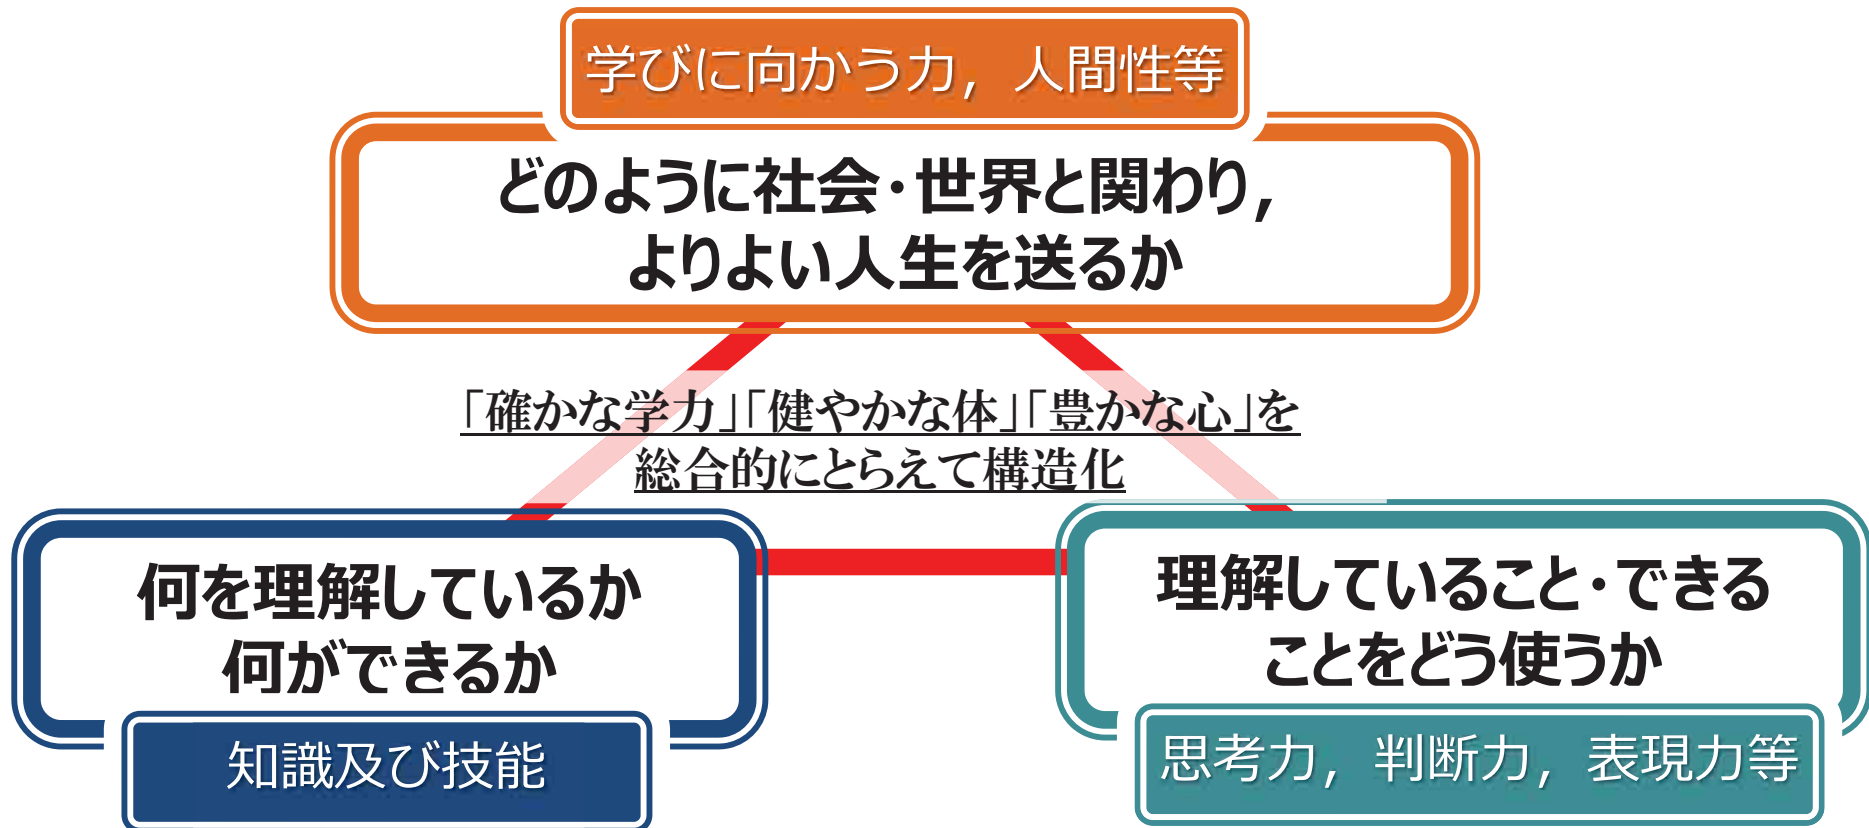 学びに向かう力，人間性等
どのように社会・世界と関わり，
よりよい人生を送るか
「確かな学力」「健やかな体」「豊かな心」を
総合的にとらえて構造化
何を理解しているか
何ができるか
知識及び技能
理解していること・できる
ことをどう使うか
思考力，判断力，表現力等